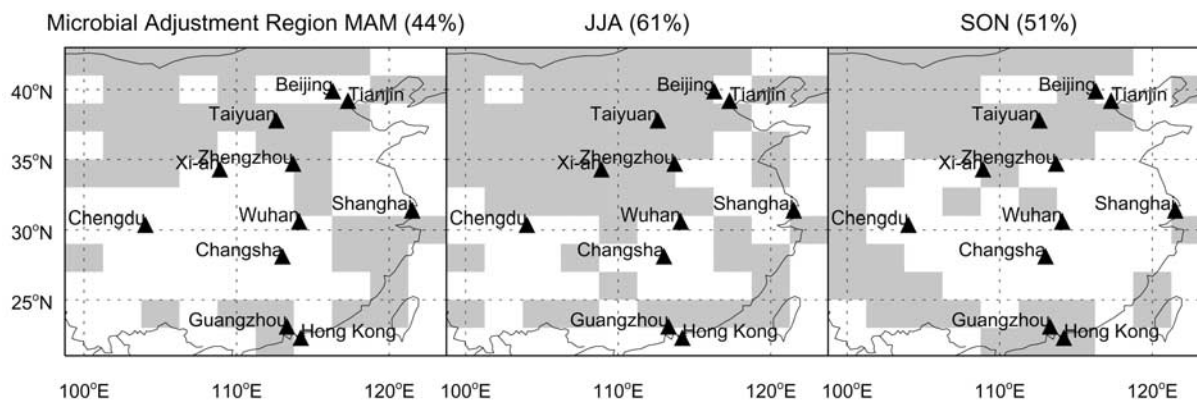 Microbial Adjustment Region MAM (44%) JJA (61%) SON (51%)
40°N Beijing Tianjin Beijing Tianjin Beijing Tianjin
Taiyuan Taiyuan Taiyuan
35°N Xi-an Zhengzhou Xi-an Zhengzhou Xi-an Zhengzhou
Chengdu Wuhan Shanghai Chengdu Wuhan Shanghai Chengdu Wuhan Shanghai
30°N
Changsha Changsha Changsha
25°N
Guangzhou Hong Kong Guangzhou Hong Kong Guangzhou Hong Kong
100°E 110°E 120°E 100°E 110°E 120°E 100°E 110°E 120°E